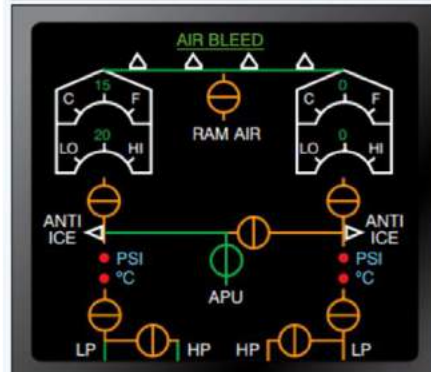 AIR BLEED
15 0
C F C F
RAM AIR
20 0
LO HI LO HI
ANTI ICE ANTI ICE
PSI PSI
°C °C
APU
LP HP HP LP